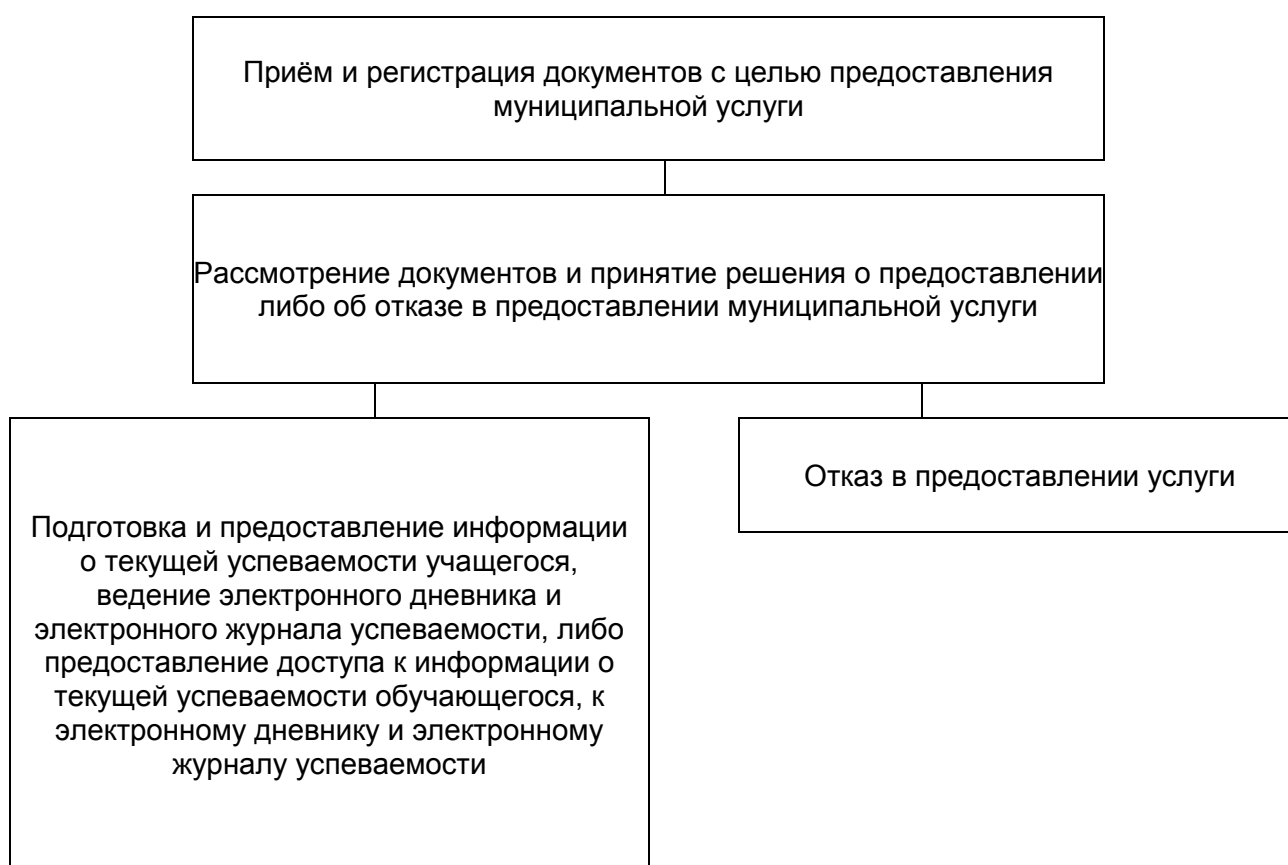 Приём и регистрация документов с целью предоставления
муниципальной услуги
Рассмотрение документов и принятие решения о предоставлении
либо об отказе в предоставлении муниципальной услуги
Подготовка и предоставление информации
о текущей успеваемости учащегося,
ведение электронного дневника и
электронного журнала успеваемости, либо
предоставление доступа к информации о
текущей успеваемости обучающегося, к
электронному дневнику и электронному
журналу успеваемости
Отказ в предоставлении услуги